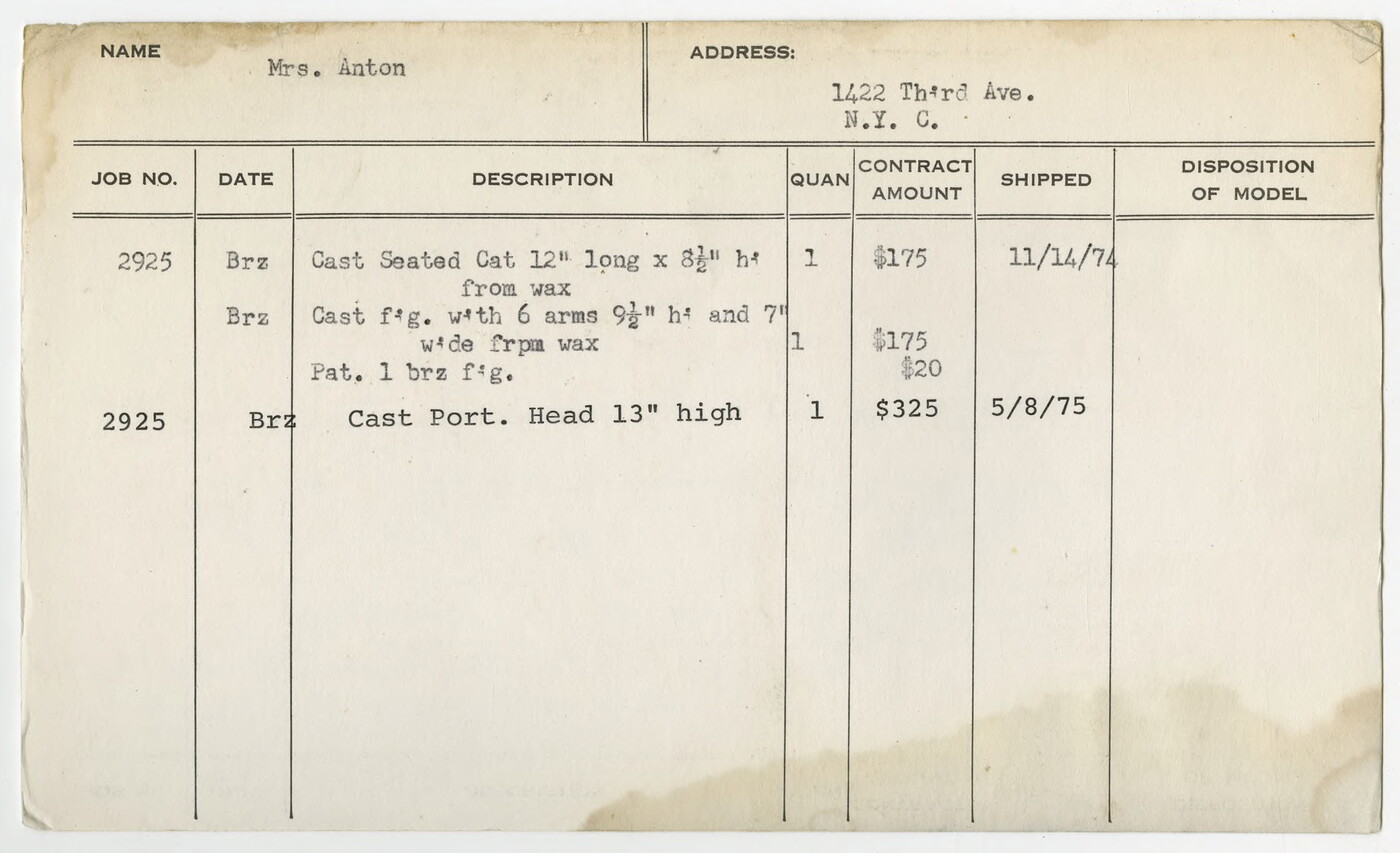 NAME Mrs. Anton
ADDRESS:
1422 Third Ave.
N.Y. C.
JOB NO. DATE DESCRIPTION QUAN CONTRACT AMOUNT SHIPPED DISPOSITION OF MODEL
2925 Brz Cast Seated Cat 12" long x 8½" hi 1 $175 11/14/74
from wax
Brz Cast fig. with 6 arms 9½" hi and 7"
wide frpm wax 1 $175
Pat. 1 brz fig. $20
2925 Brz Cast Port. Head 13" high 1 $325 5/8/75